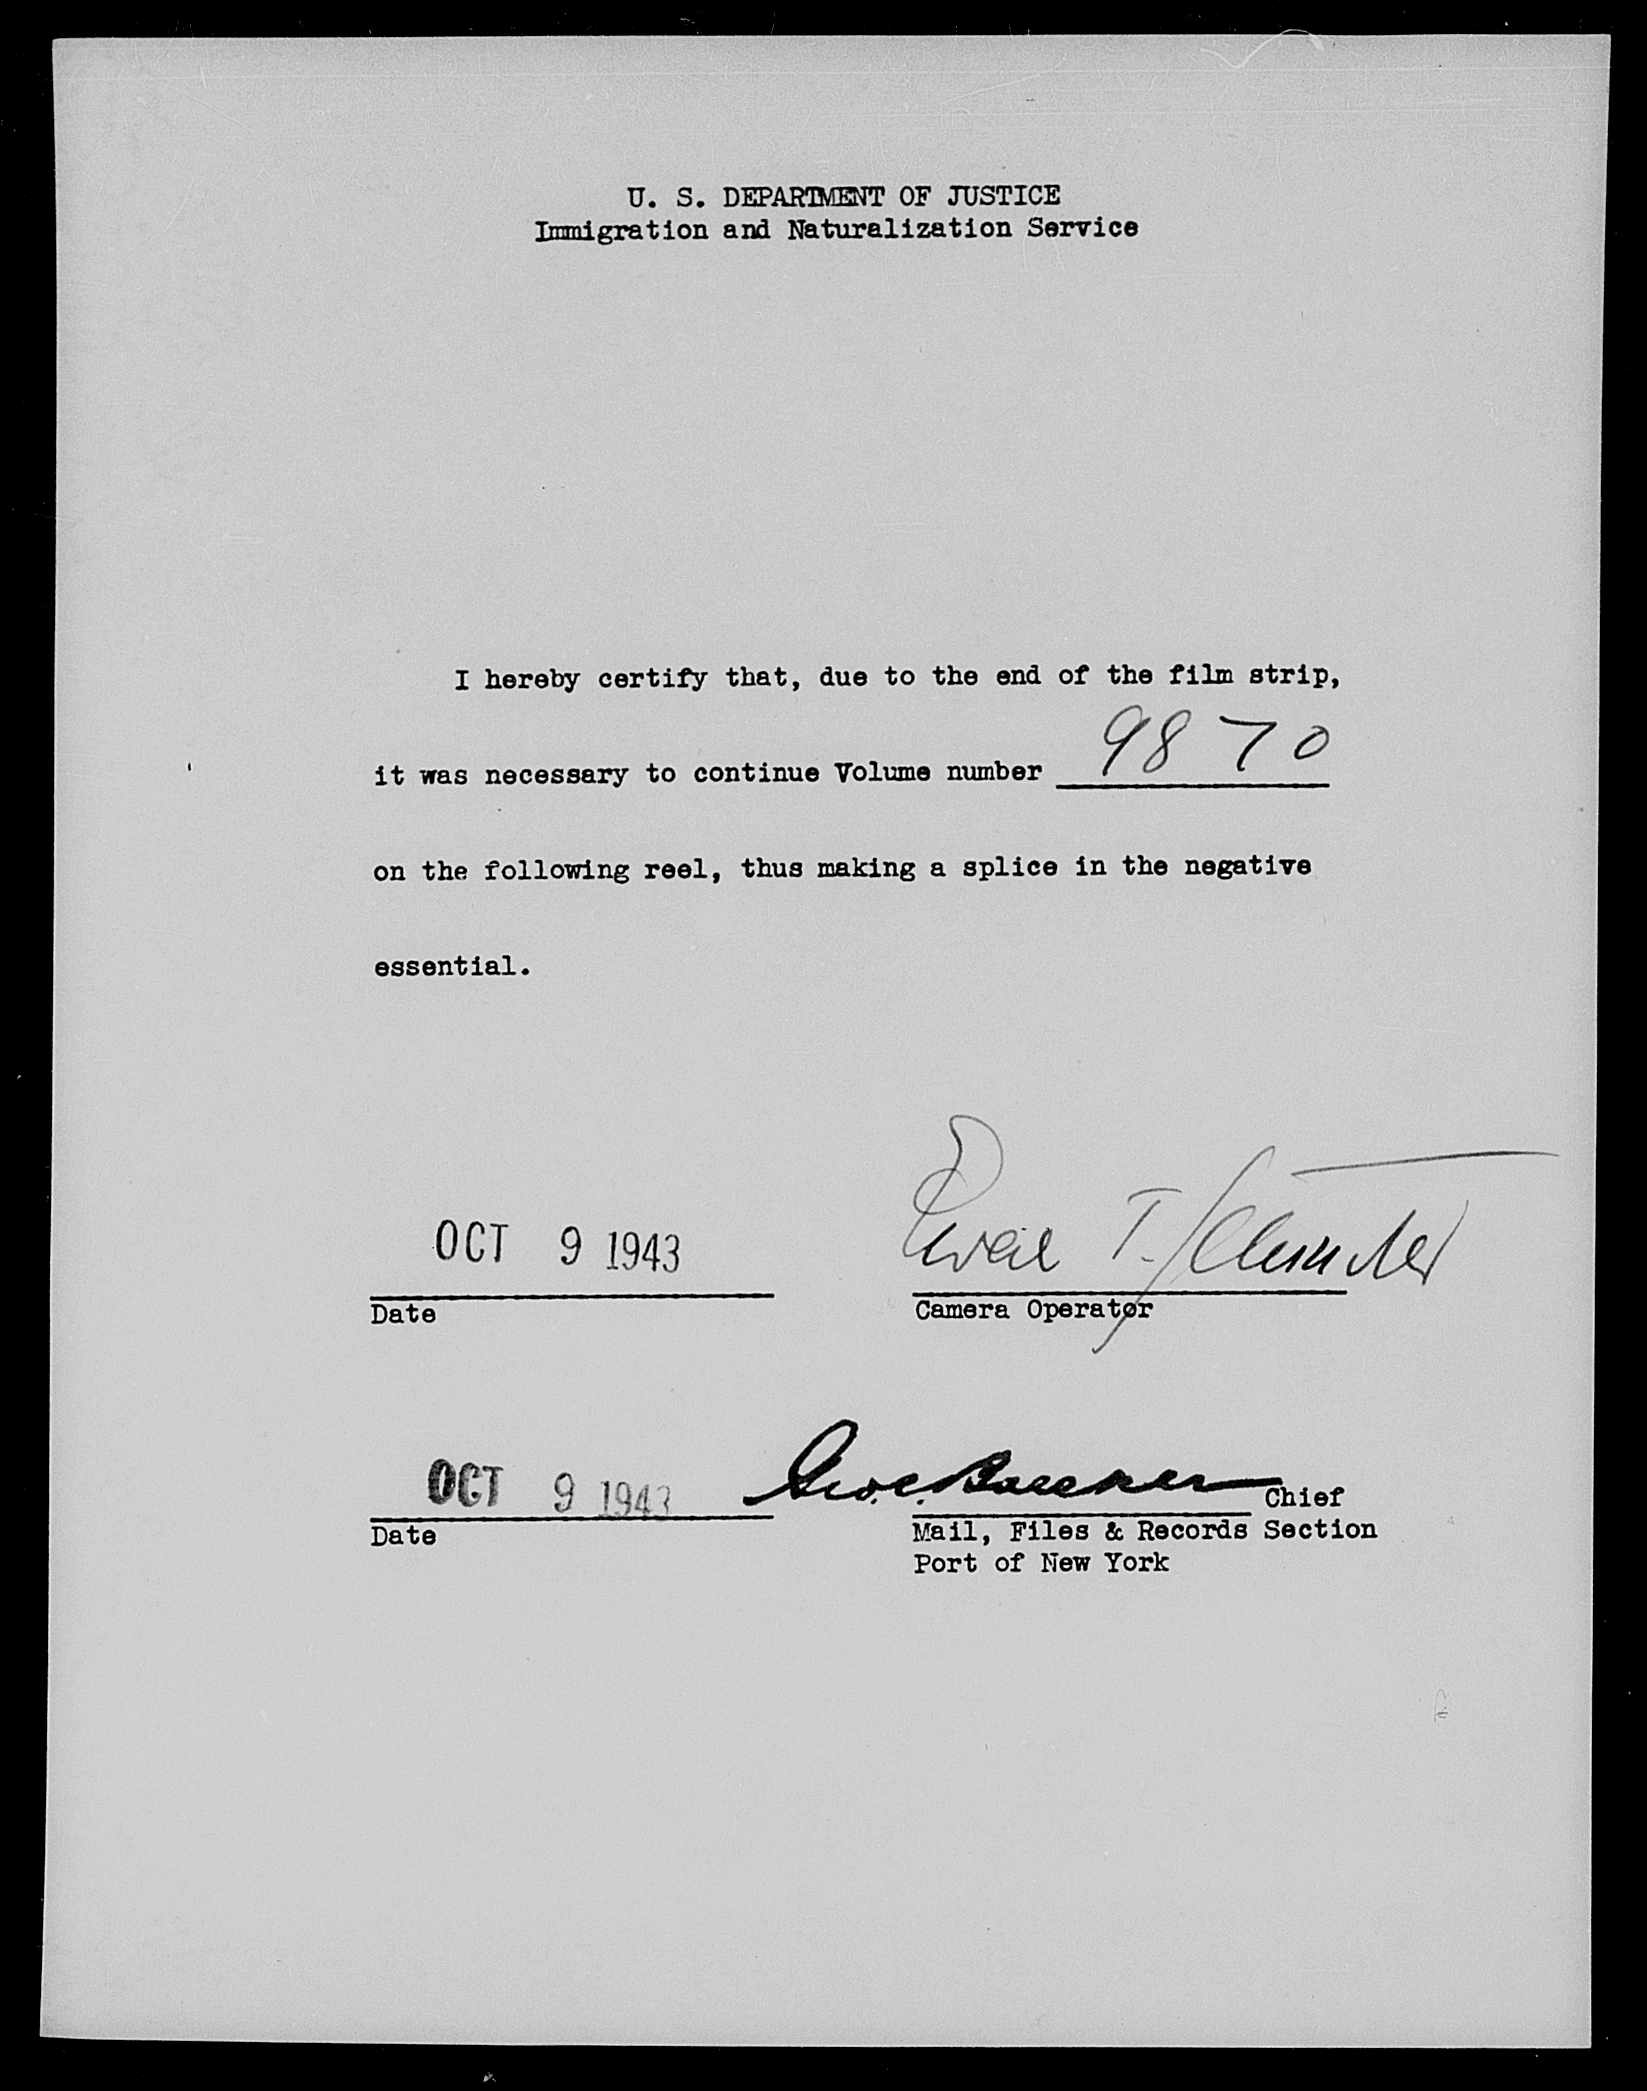 U. S. DEPARTMENT OF JUSTICE
Immigration and Naturalization Service
I hereby certify that, due to the end of the film strip,
it was necessary to continue Volume number 9870
on the following reel, thus making a splice in the negative
essential.
OCT 9 1943
T.
Date
Camera Operator
OCT 9 1943
Geo. C.
Chief
Date
Mail, Files & Records Section
Port of New York